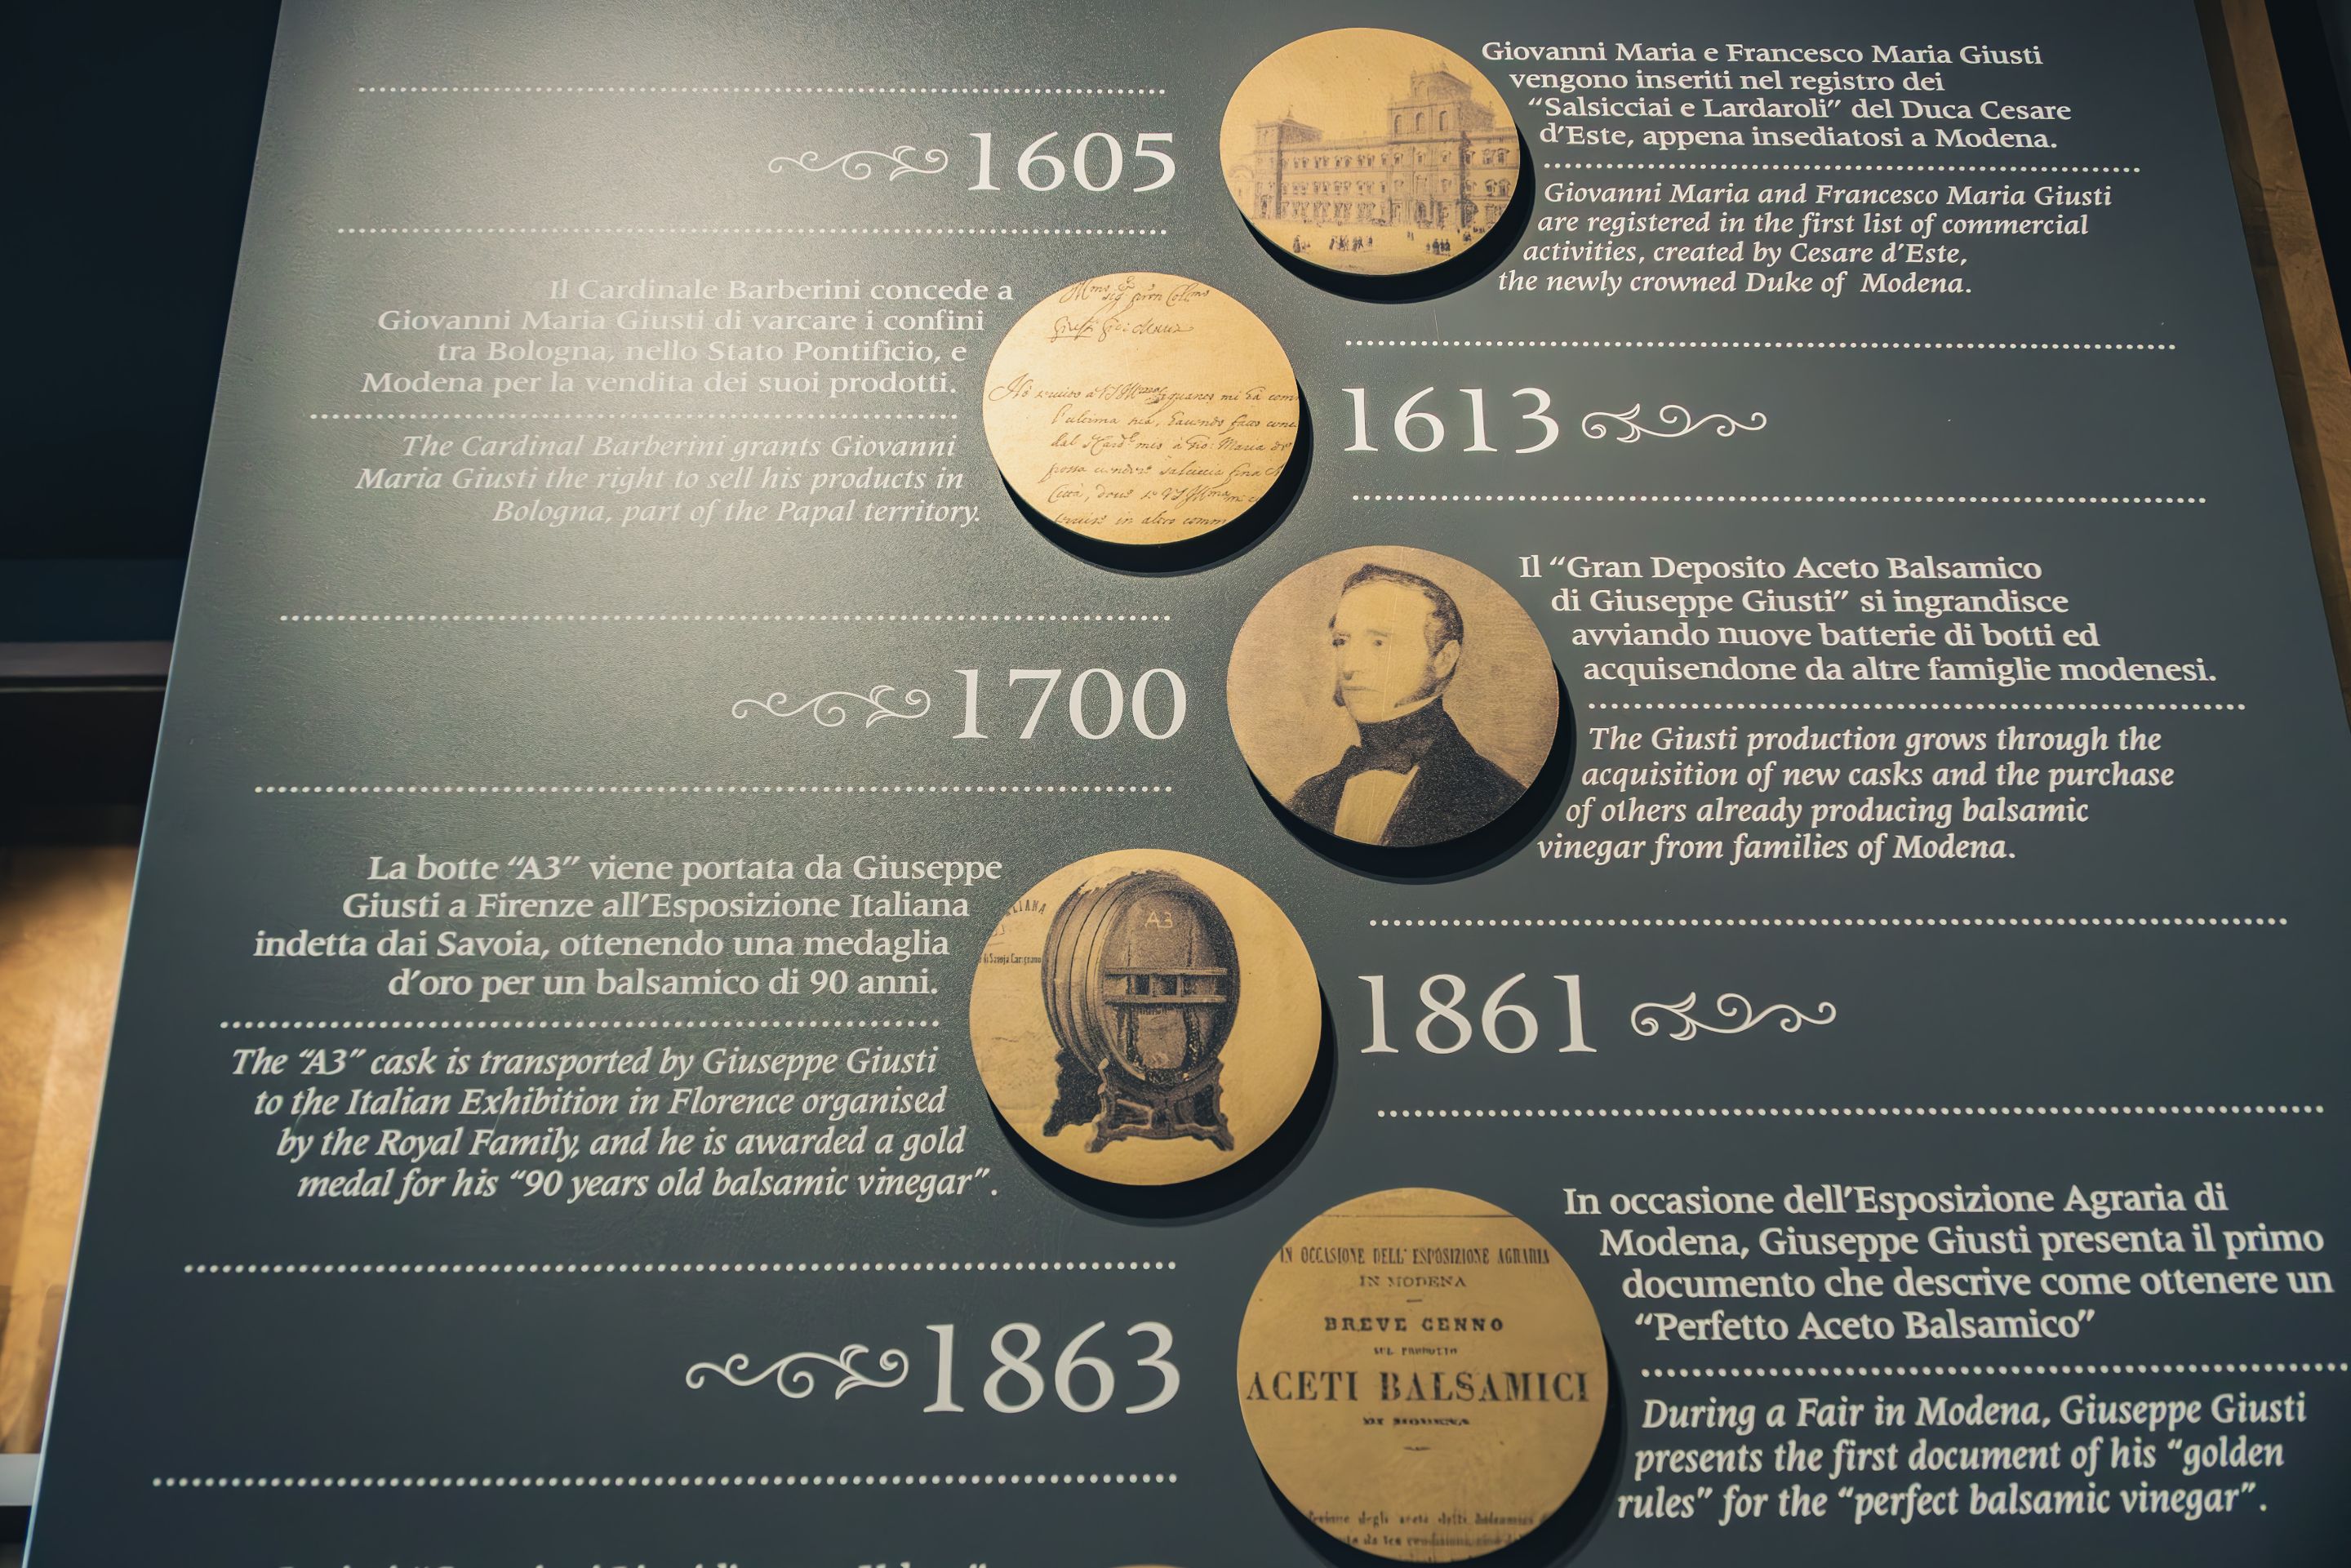 1605
Giovanni Maria e Francesco Maria Giusti
vengono inseriti nel registro dei
“Salsicciai e Lardaroli” del Duca Cesare
d’Este, appena insediatosi a Modena.
Giovanni Maria and Francesco Maria Giusti
are registered in the first list of commercial
activities, created by Cesare d’Este,
the newly crowned Duke of Modena.
1613
Il Cardinale Barberini concede a
Giovanni Maria Giusti di varcare i confini
tra Bologna, nello Stato Pontificio, e
Modena per la vendita dei suoi prodotti.
The Cardinal Barberini grants Giovanni
Maria Giusti the right to sell his products in
Bologna, part of the Papal territory.
1700
Il “Gran Deposito Aceto Balsamico
di Giuseppe Giusti” si ingrandisce
avviando nuove batterie di botti ed
acquisendone da altre famiglie modenesi.
The Giusti production grows through the
acquisition of new casks and the purchase
of others already producing balsamic
vinegar from families of Modena.
1861
La botte “A3” viene portata da Giuseppe
Giusti a Firenze all’Esposizione Italiana
indetta dai Savoia, ottenendo una medaglia
d’oro per un balsamico di 90 anni.
The “A3” cask is transported by Giuseppe Giusti
to the Italian Exhibition in Florence organised
by the Royal Family, and he is awarded a gold
medal for his “90 years old balsamic vinegar”.
A3
di Savoja Carignano
1863
IN OCCASIONE DELL’ ESPOSIZIONE AGRARIA
IN MODENA
BREVE CENNO
SUL PRODOTTO
ACETI BALSAMICI
DI MODENA
In occasione dell’Esposizione Agraria di
Modena, Giuseppe Giusti presenta il primo
documento che descrive come ottenere un
“Perfetto Aceto Balsamico”
During a Fair in Modena, Giuseppe Giusti
presents the first document of his “golden
rules” for the “perfect balsamic vinegar”.